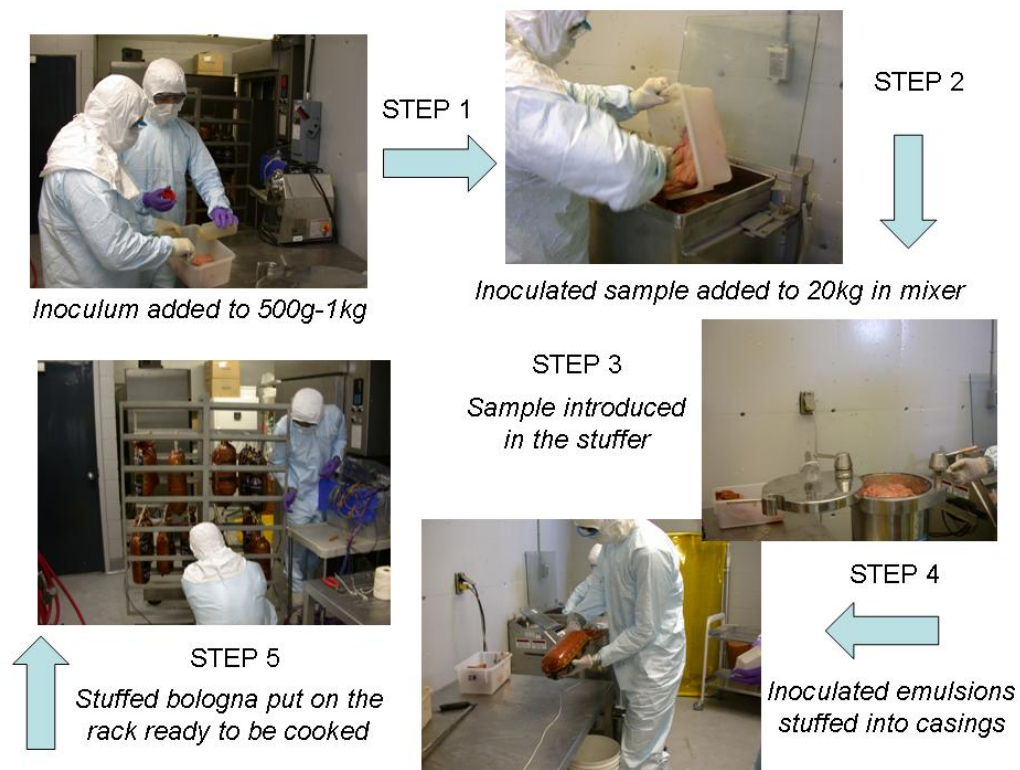 STEP 1
Inoculum added to 500g-1kg
STEP 2
Inoculated sample added to 20kg in mixer
STEP 3
Sample introduced
in the stuffer
STEP 4
Inoculated emulsions
stuffed into casings
STEP 5
Stuffed bologna put on the
rack ready to be cooked